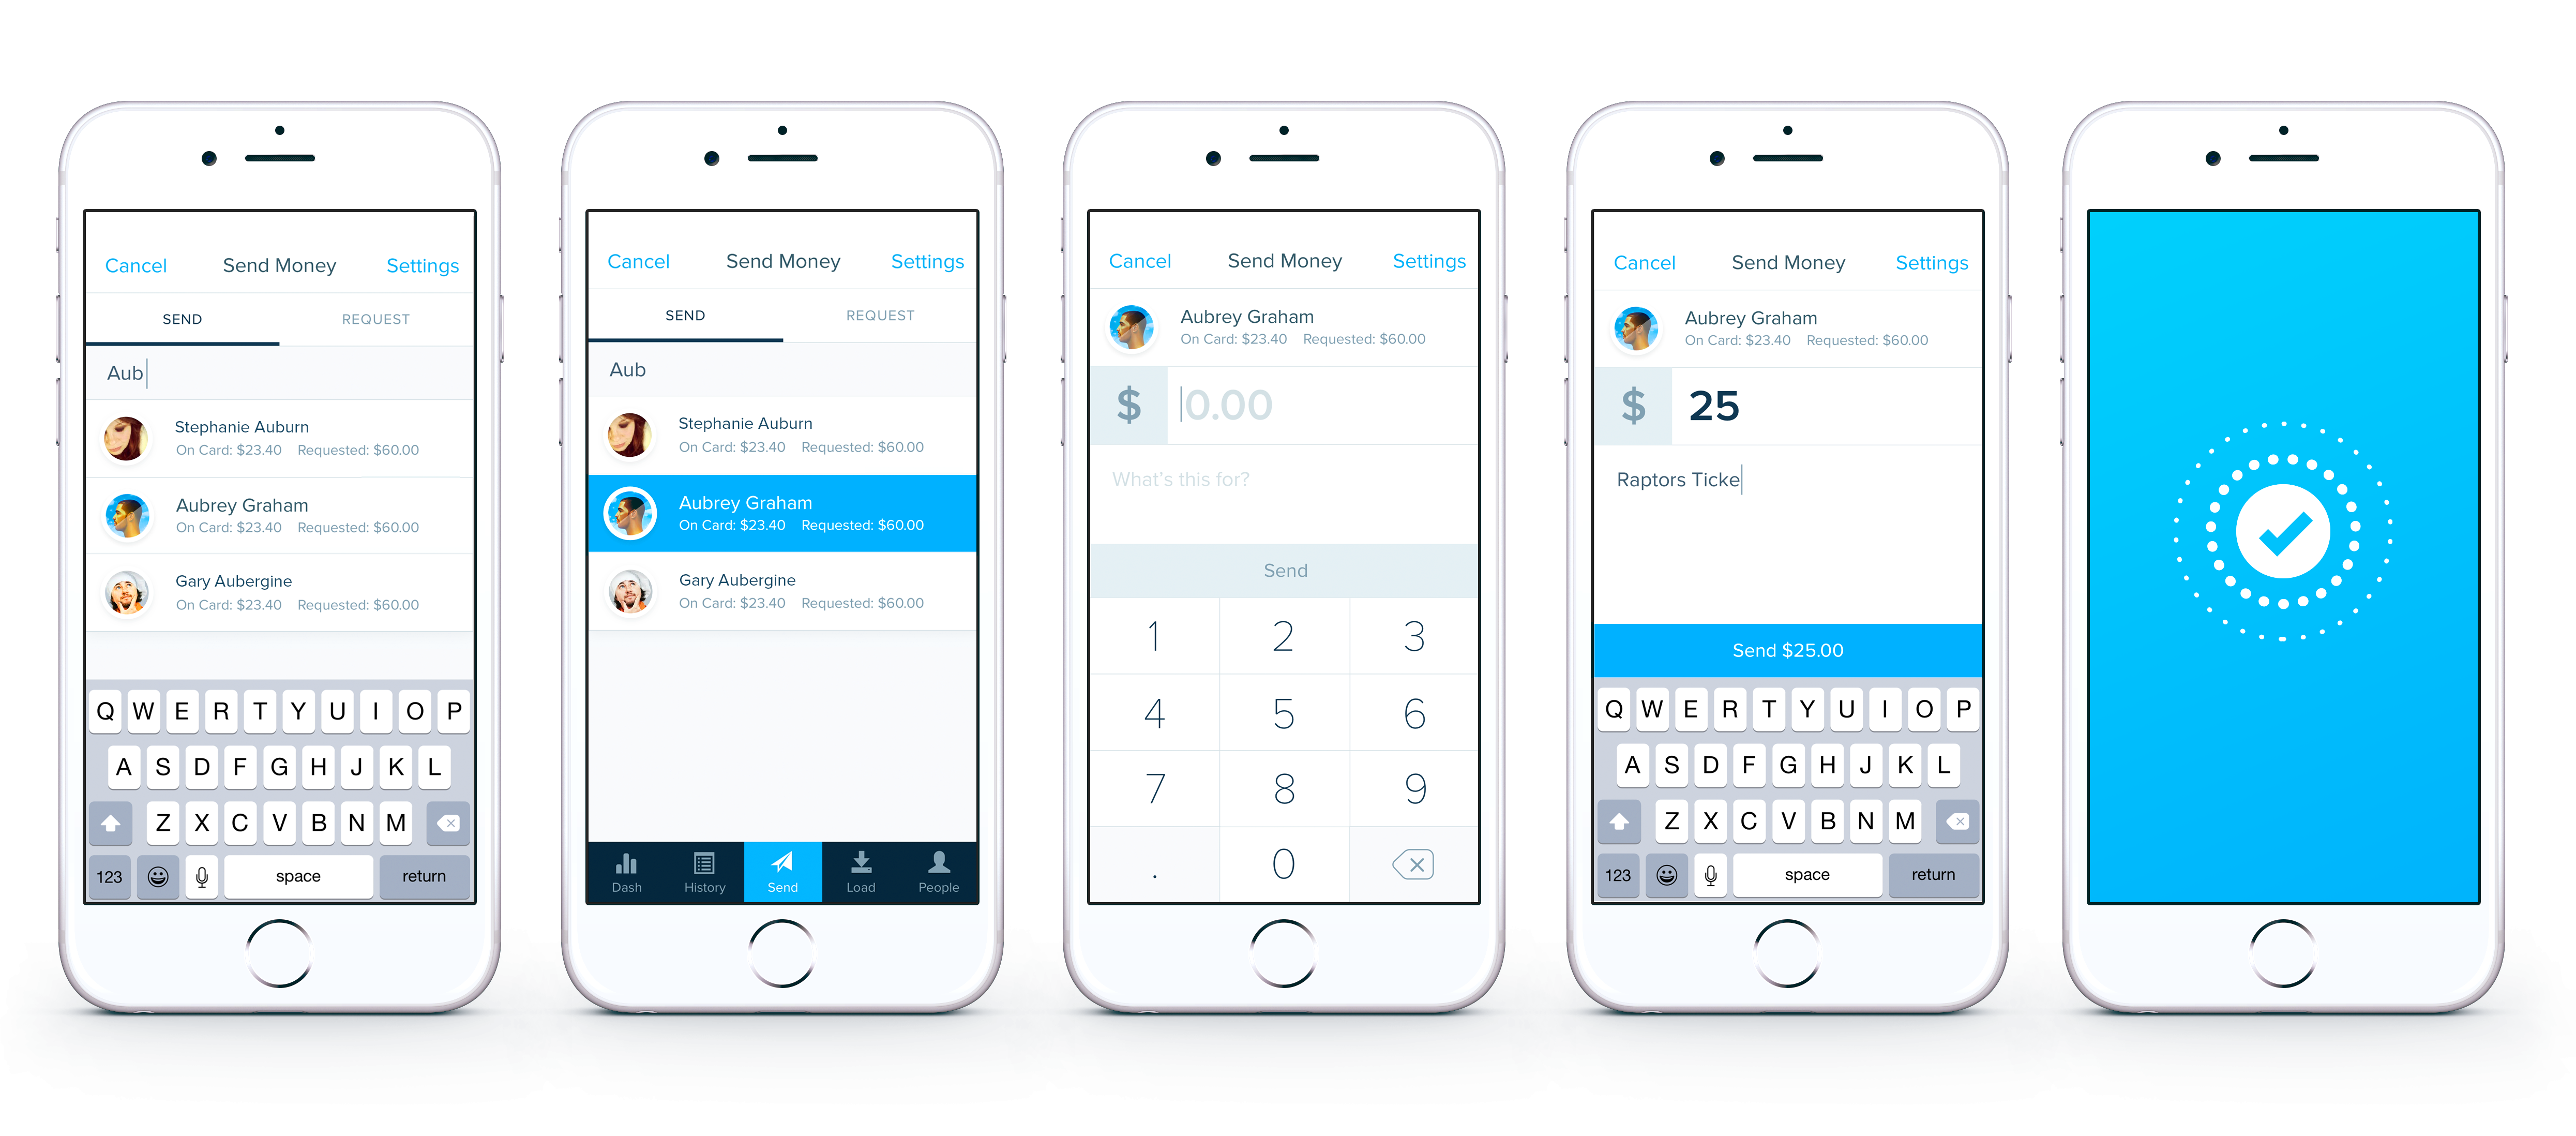 Cancel Send Money Settings
SEND REQUEST
Aub
Stephanie Auburn
On Card: $23.40 Requested: $60.00
Aubrey Graham
On Card: $23.40 Requested: $60.00
Gary Aubergine
On Card: $23.40 Requested: $60.00
Q W E R T Y U I O P
A S D F G H J K L
Z X C V B N M
123 space return
Cancel Send Money Settings
SEND REQUEST
Aub
Stephanie Auburn
On Card: $23.40 Requested: $60.00
Aubrey Graham
On Card: $23.40 Requested: $60.00
Gary Aubergine
On Card: $23.40 Requested: $60.00
Dash History Send Load People
Cancel Send Money Settings
Aubrey Graham
On Card: $23.40 Requested: $60.00
$ 0.00
What's this for?
Send
1 2 3
4 5 6
7 8 9
. 0
Cancel Send Money Settings
Aubrey Graham
On Card: $23.40 Requested: $60.00
$ 25
Raptors Ticke
Send $25.00
Q W E R T Y U I O P
A S D F G H J K L
Z X C V B N M
123 space return